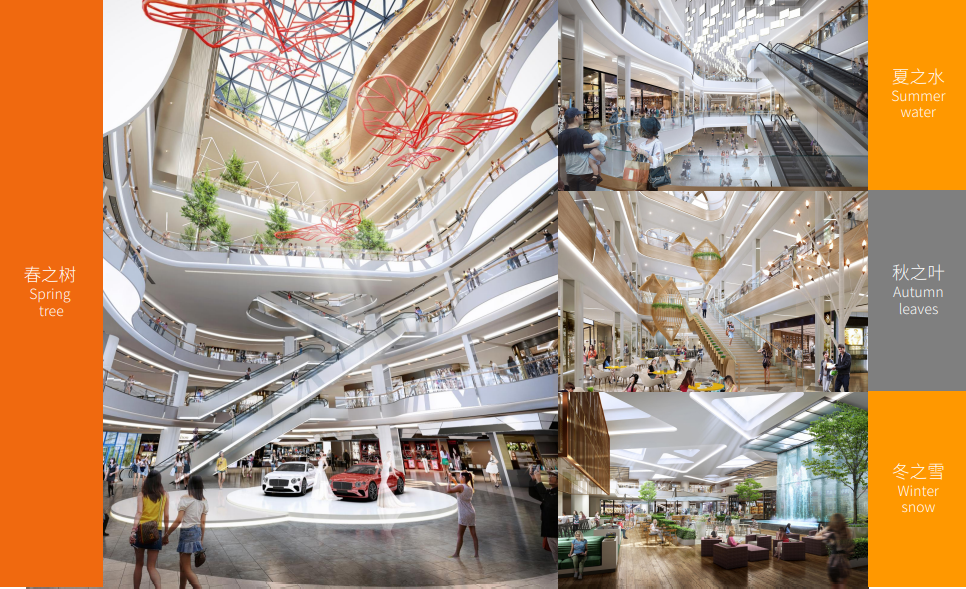 春之树
Spring
tree
夏之水
Summer
water
秋之叶
Autumn
leaves
冬之雪
Winter
snow